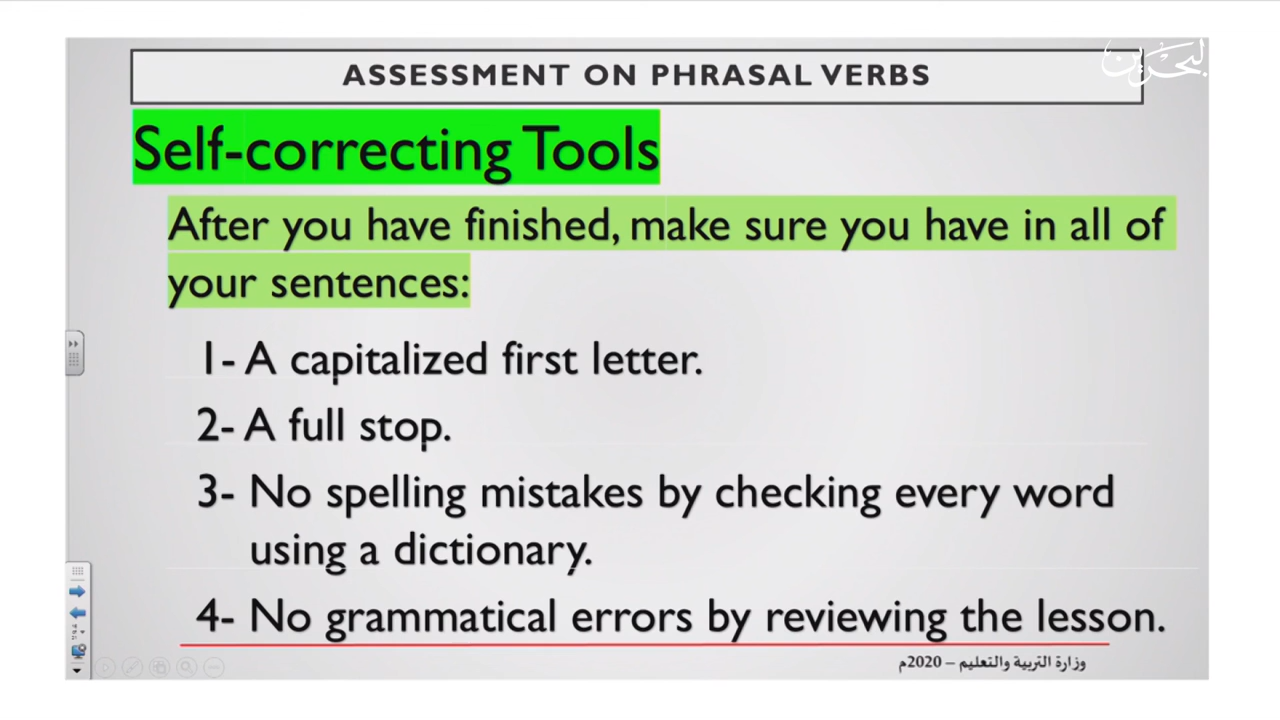 البحرين
ASSESSMENT ON PHRASAL VERBS
Self-correcting Tools
After you have finished, make sure you have in all of
your sentences:
1- A capitalized first letter.
2- A full stop.
3- No spelling mistakes by checking every word
using a dictionary.
4- No grammatical errors by reviewing the lesson.
وزارة التربية والتعليم – 2020م